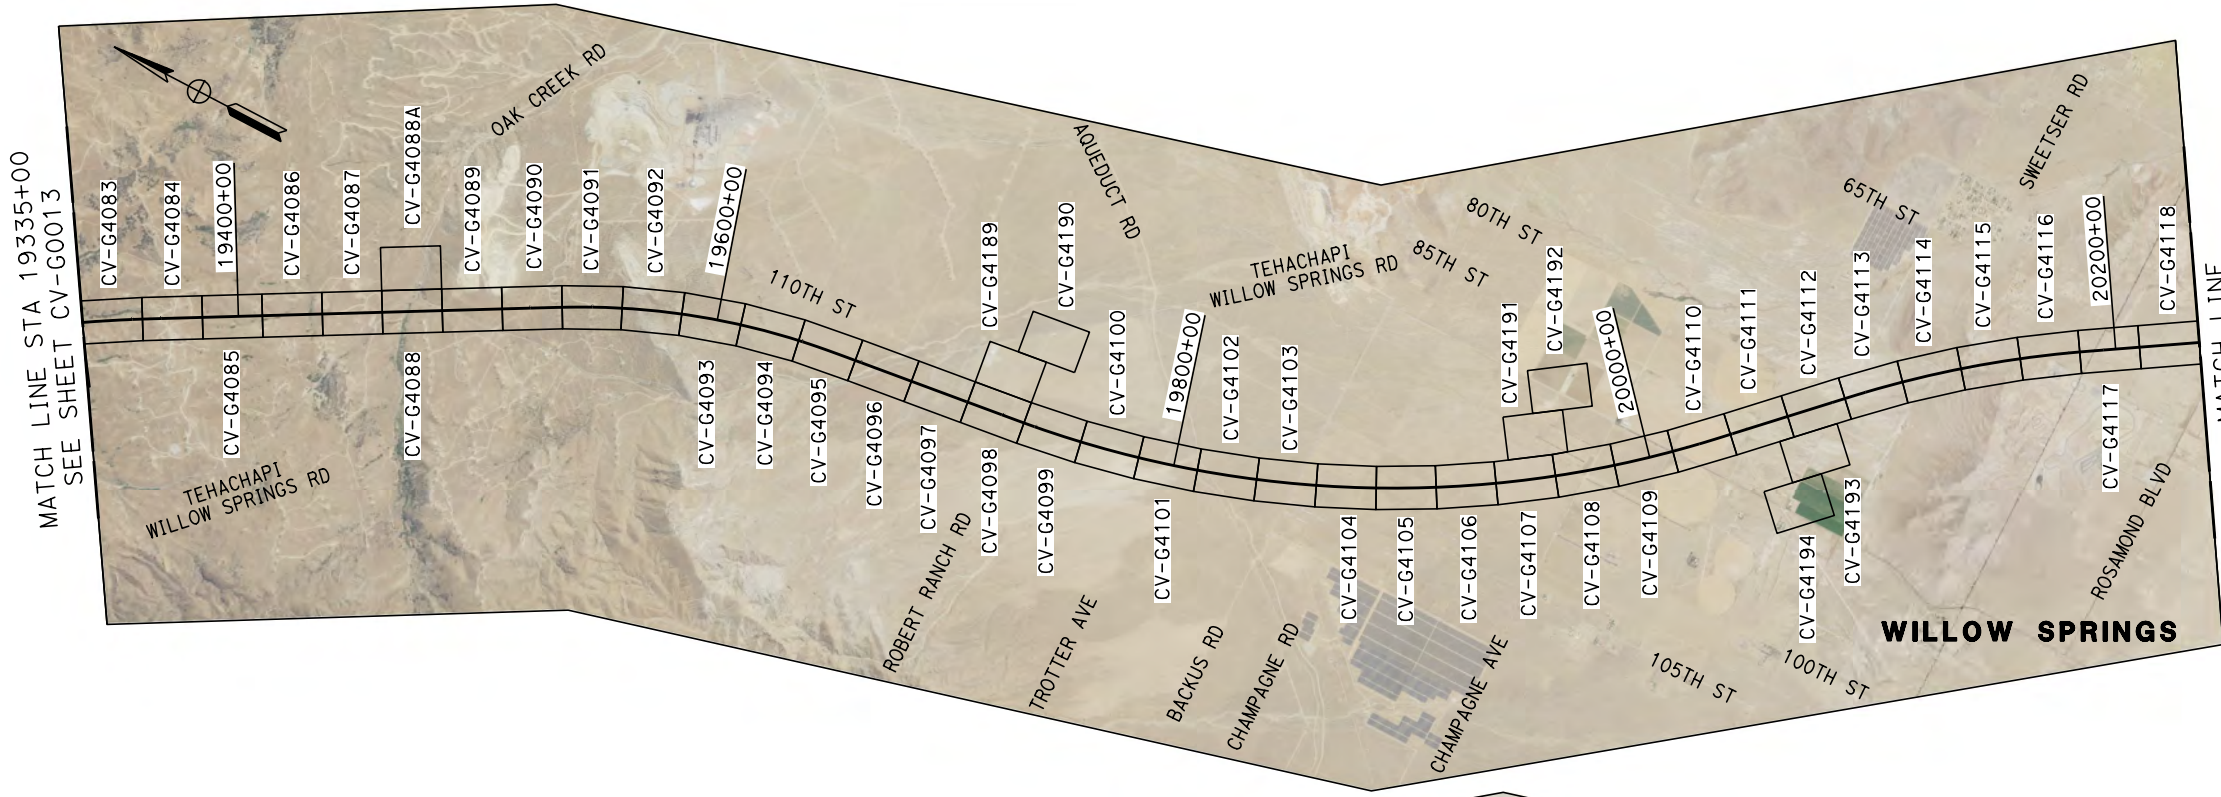 MATCH LINE STA 19335+00
SEE SHEET CV-G0013
CV-G4083
CV-G4084
19400+00
CV-G4086
CV-G4087
CV-G4088A
CV-G4089
CV-G4090
CV-G4091
CV-G4092
19600+00
OAK CREEK RD
110TH ST
CV-G4085
CV-G4088
TEHACHAPI
WILLOW SPRINGS RD
CV-G4093
CV-G4094
CV-G4095
CV-G4096
CV-G4097
CV-G4098
CV-G4099
CV-G4189
CV-G4190
AQUEDUCT RD
CV-G4100
19800+00
CV-G4102
CV-G4103
TEHACHAPI
WILLOW SPRINGS RD
80TH ST
85TH ST
CV-G4101
ROBERT RANCH RD
TROTTER AVE
BACKUS RD
CHAMPAGNE RD
CHAMPAGNE AVE
CV-G4104
CV-G4105
CV-G4106
CV-G4107
CV-G4108
CV-G4109
CV-G4191
CV-G4192
20000+00
CV-G4110
CV-G4111
CV-G4112
CV-G4113
CV-G4114
CV-G4115
CV-G4116
20200+00
CV-G4118
65TH ST
SWEETSER RD
CV-G4117
CV-G4193
CV-G4194
105TH ST
100TH ST
ROSAMOND BLVD
WILLOW SPRINGS
LINE